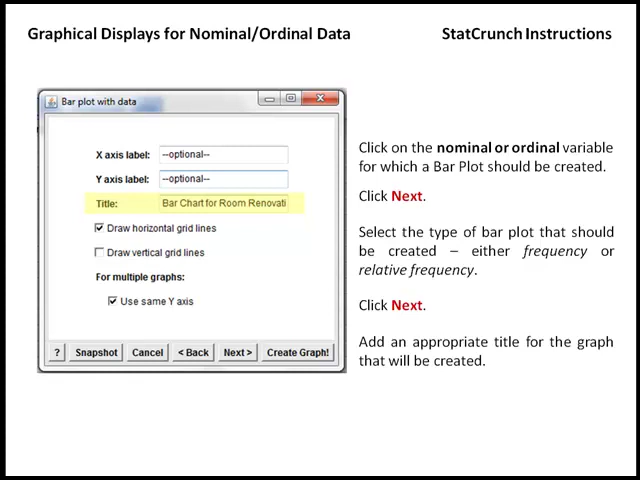 Graphical Displays for Nominal/Ordinal Data
StatCrunch Instructions
Bar plot with data
X axis label: --optional--
Y axis label: --optional--
Title: Bar Chart for Room Renovati
Draw horizontal grid lines
Draw vertical grid lines
For multiple graphs:
Use same Y axis
? Snapshot Cancel < Back Next > Create Graph!
Click on the nominal or ordinal variable
for which a Bar Plot should be created.
Click Next.
Select the type of bar plot that should
be created – either frequency or
relative frequency.
Click Next.
Add an appropriate title for the graph
that will be created.